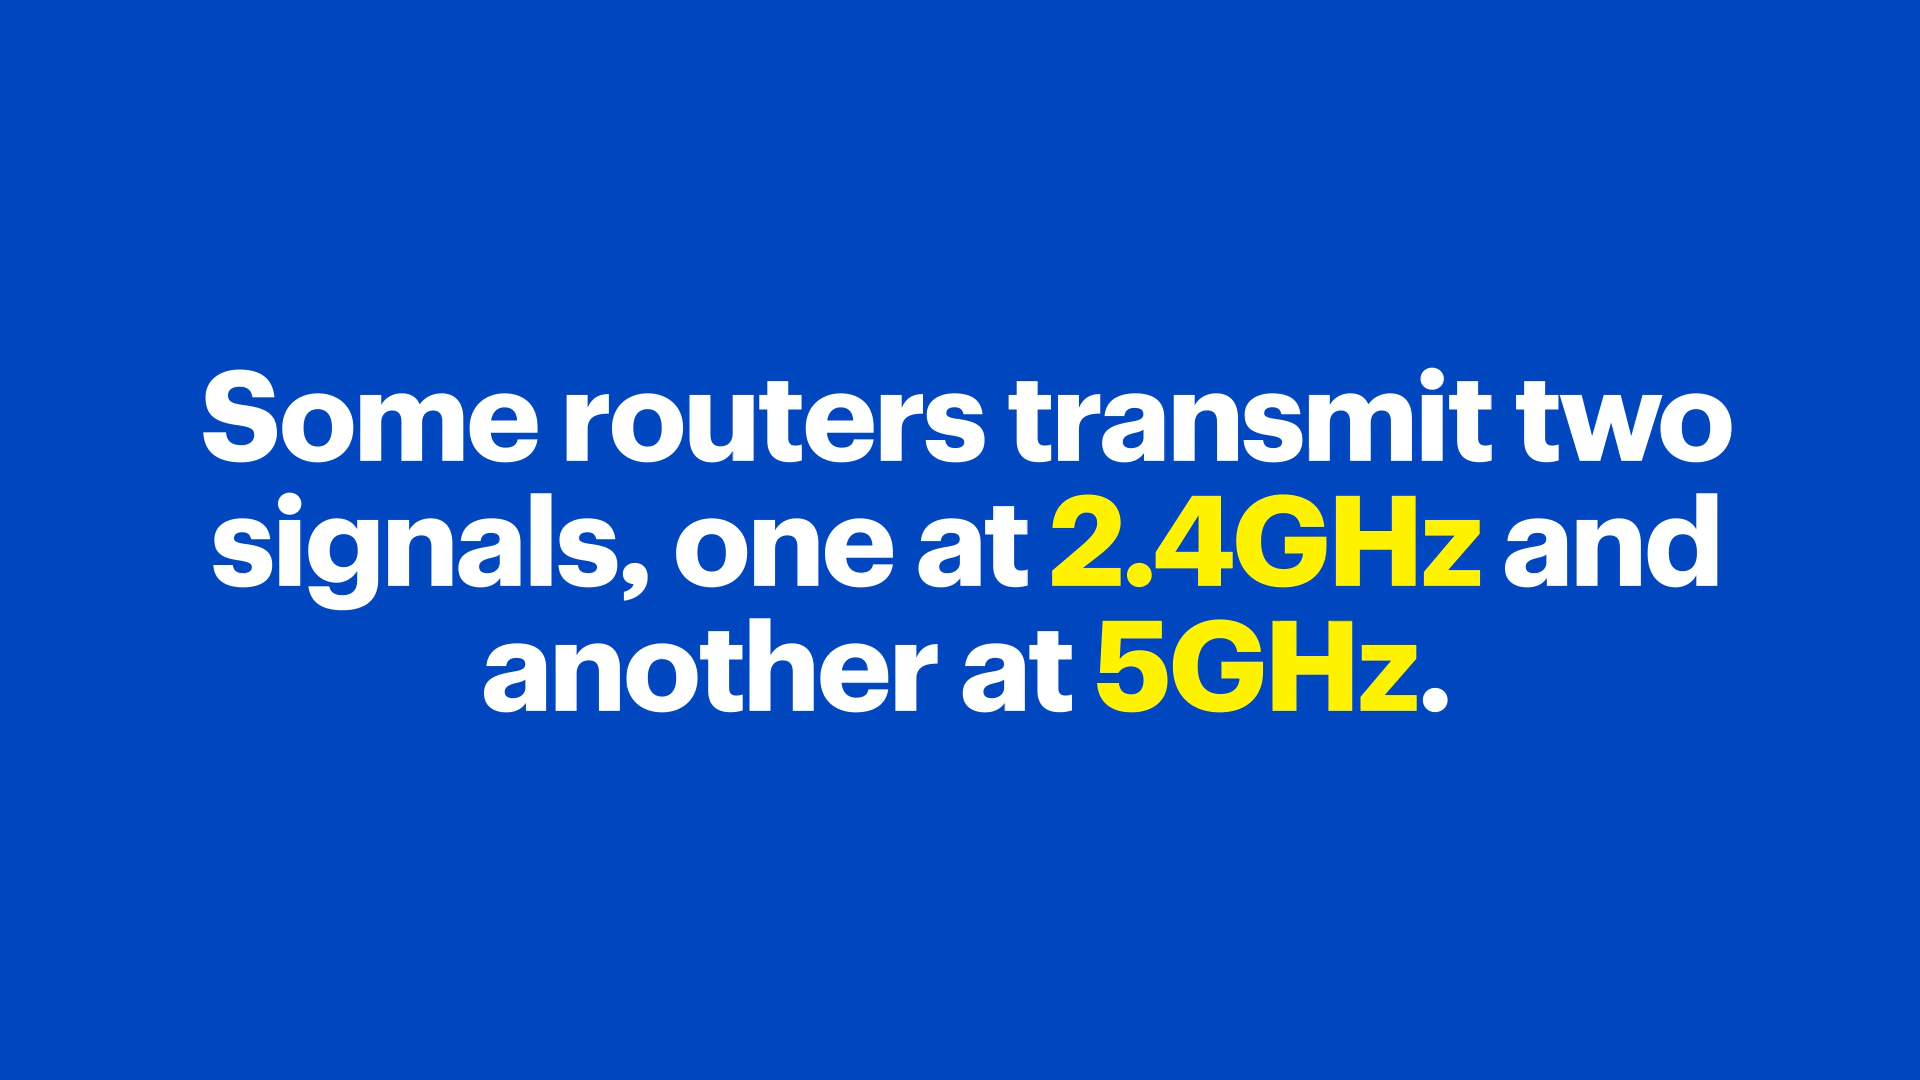 Some routers transmit two
signals, one at 2.4GHz and
another at 5GHz.